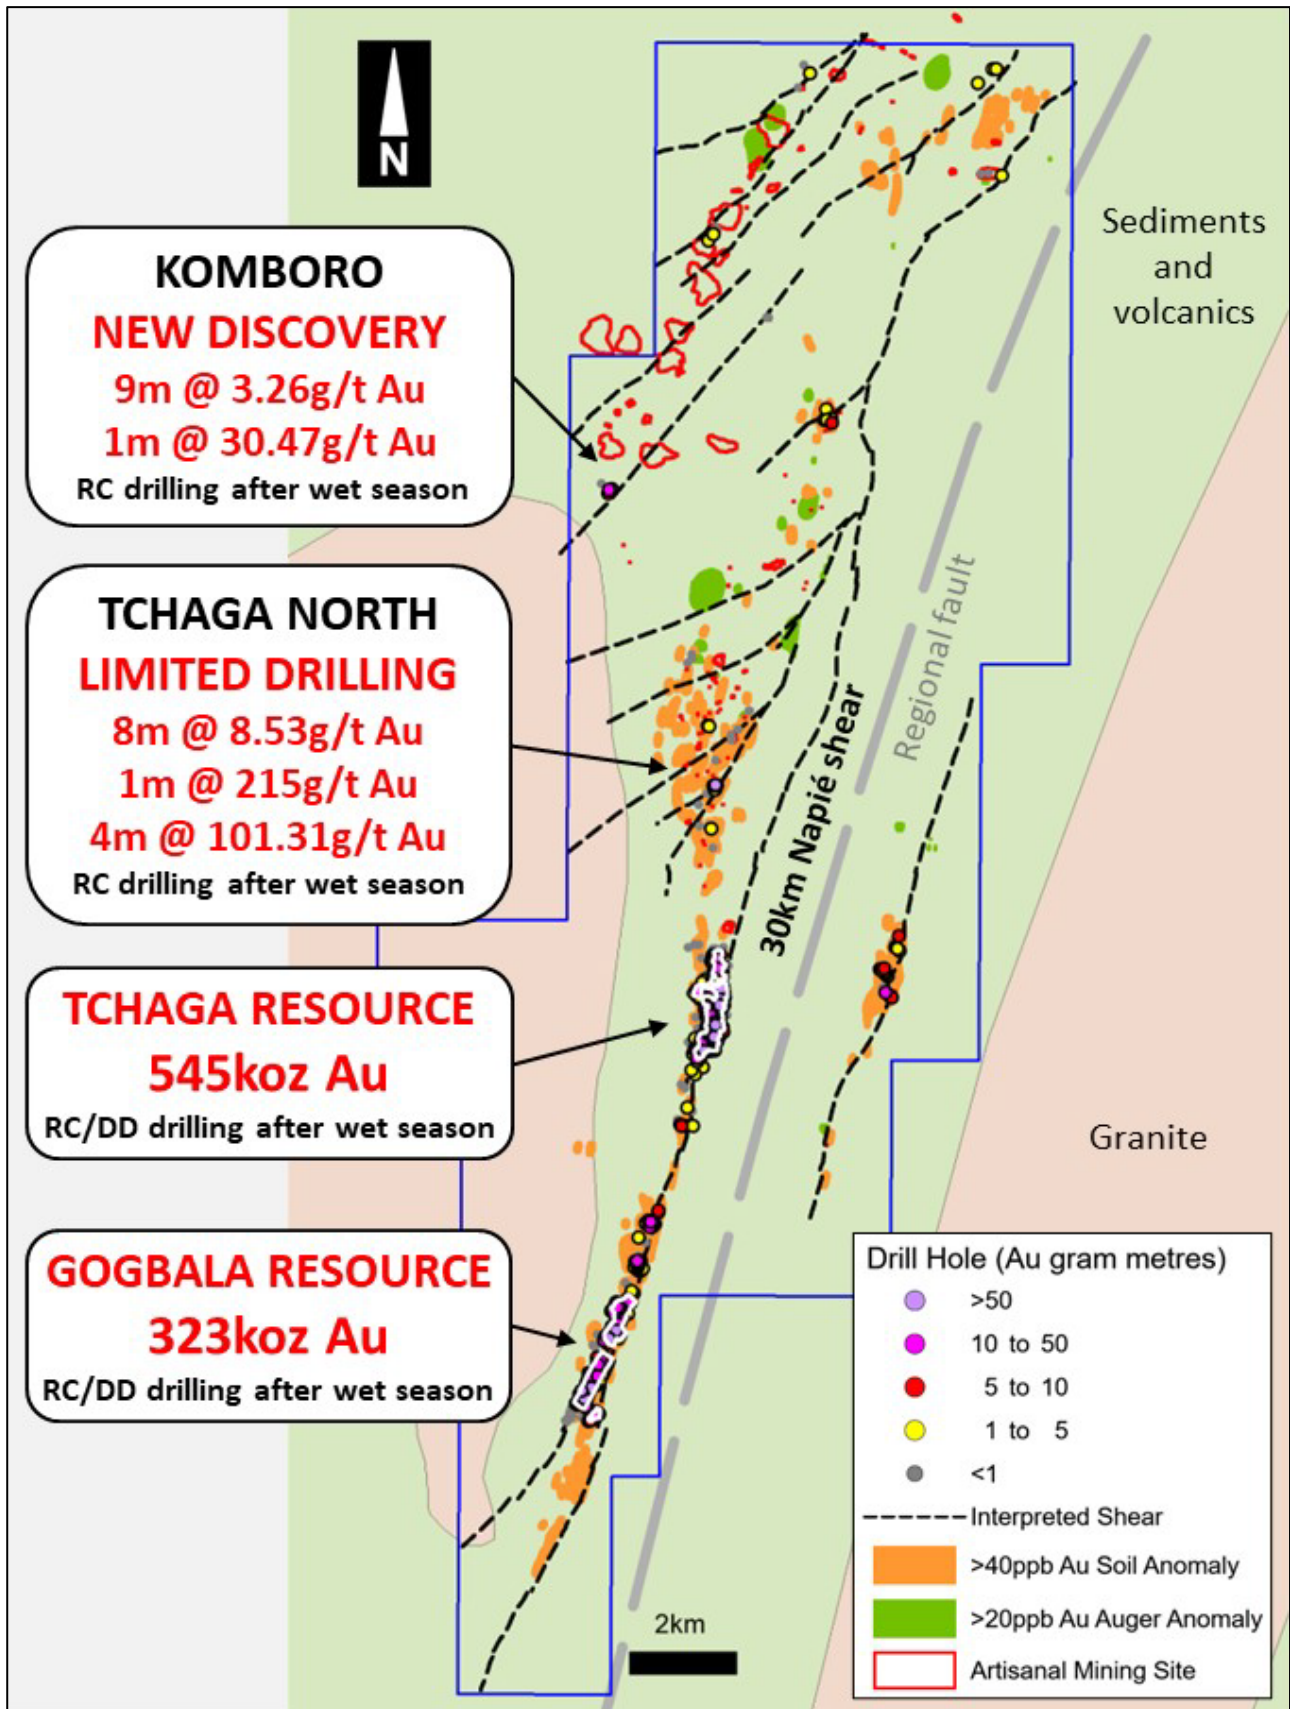 N
KOMBORO
NEW DISCOVERY
9m @ 3.26g/t Au
1m @ 30.47g/t Au
RC drilling after wet season
TCHAGA NORTH
LIMITED DRILLING
8m @ 8.53g/t Au
1m @ 215g/t Au
4m @ 101.31g/t Au
RC drilling after wet season
TCHAGA RESOURCE
545koz Au
RC/DD drilling after wet season
GOGBALA RESOURCE
323koz Au
RC/DD drilling after wet season
Sediments
and
volcanics
Regional fault
30km Napié shear
Granite
Drill Hole (Au gram metres)
>50
10 to 50
5 to 10
1 to 5
<1
Interpreted Shear
>40ppb Au Soil Anomaly
>20ppb Au Auger Anomaly
Artisanal Mining Site
2km